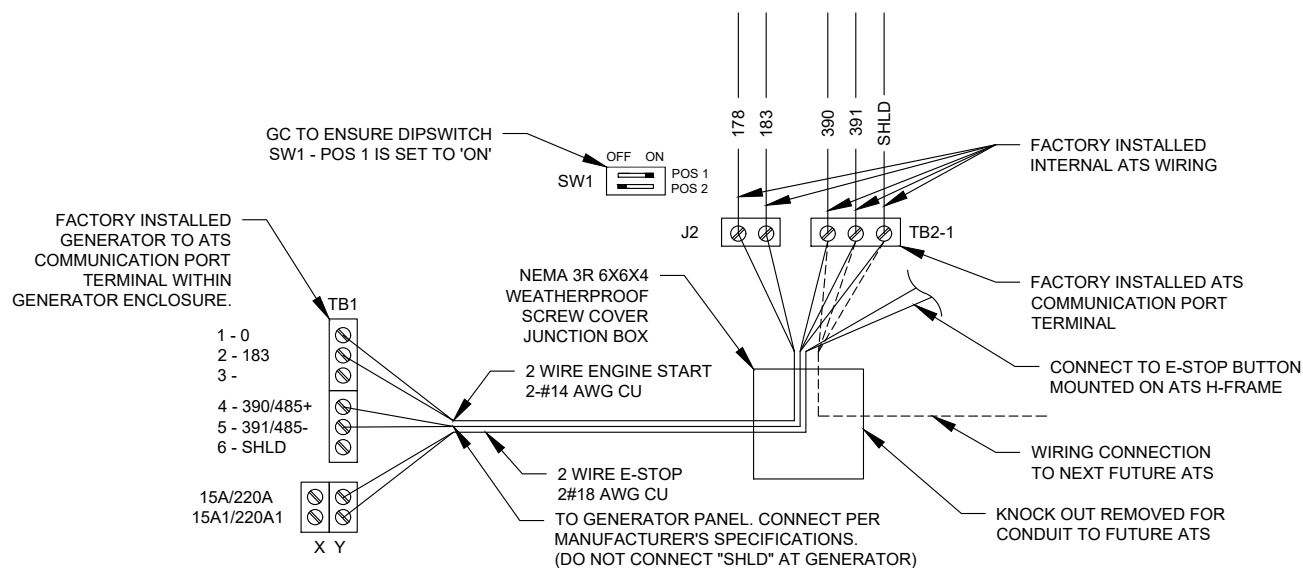 178
183
390
391
SHLD
GC TO ENSURE DIPSWITCH
SW1 - POS 1 IS SET TO 'ON'
OFF ON
SW1
POS 1
POS 2
FACTORY INSTALLED
INTERNAL ATS WIRING
FACTORY INSTALLED
GENERATOR TO ATS
COMMUNICATION PORT
TERMINAL WITHIN
GENERATOR ENCLOSURE.
J2
TB2-1
NEMA 3R 6X6X4
WEATHERPROOF
SCREW COVER
JUNCTION BOX
FACTORY INSTALLED ATS
COMMUNICATION PORT
TERMINAL
TB1
1 - 0
2 - 183
3 -
4 - 390/485+
5 - 391/485-
6 - SHLD
2 WIRE ENGINE START
2-#14 AWG CU
CONNECT TO E-STOP BUTTON
MOUNTED ON ATS H-FRAME
WIRING CONNECTION
TO NEXT FUTURE ATS
2 WIRE E-STOP
2#18 AWG CU
15A/220A
15A1/220A1
X Y
TO GENERATOR PANEL. CONNECT PER
MANUFACTURER'S SPECIFICATIONS.
(DO NOT CONNECT "SHLD" AT GENERATOR)
KNOCK OUT REMOVED FOR
CONDUIT TO FUTURE ATS